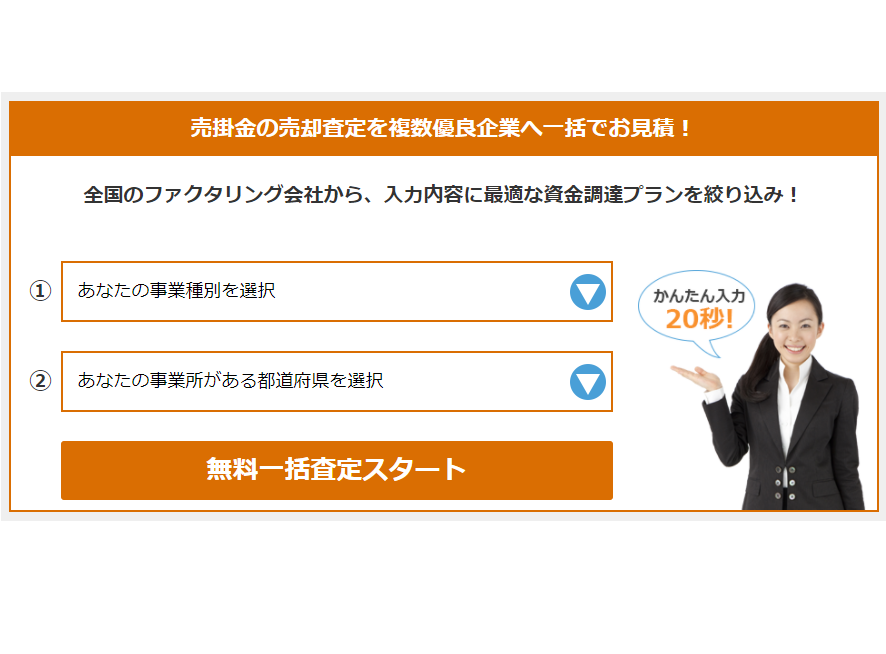 売掛金の売却査定を複数優良企業へ一括でお見積！
全国のファクタリング会社から、入力内容に最適な資金調達プランを絞り込み！
① あなたの事業種別を選択
かんたん入力
20秒!
② あなたの事業所がある都道府県を選択
無料一括査定スタート